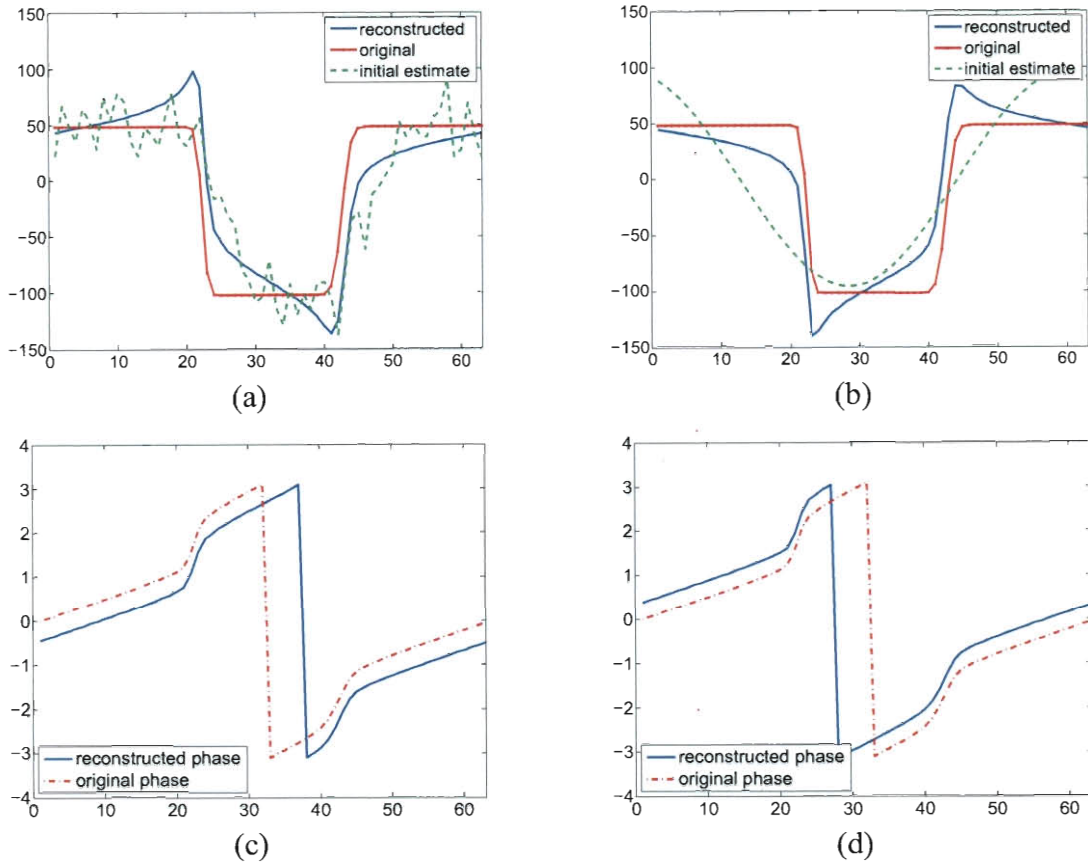 150
100
50
0
−50
−100
−150
0 10 20 30 40 50 60
reconstructed
original
initial estimate
(a)
150
100
50
0
−50
−100
−150
0 10 20 30 40 50 60
reconstructed
original
initial estimate
(b)
4
3
2
1
0
−1
−2
−3
−4
0 10 20 30 40 50 60
reconstructed phase
original phase
(c)
4
3
2
1
0
−1
−2
−3
−4
0 10 20 30 40 50 60
reconstructed phase
original phase
(d)